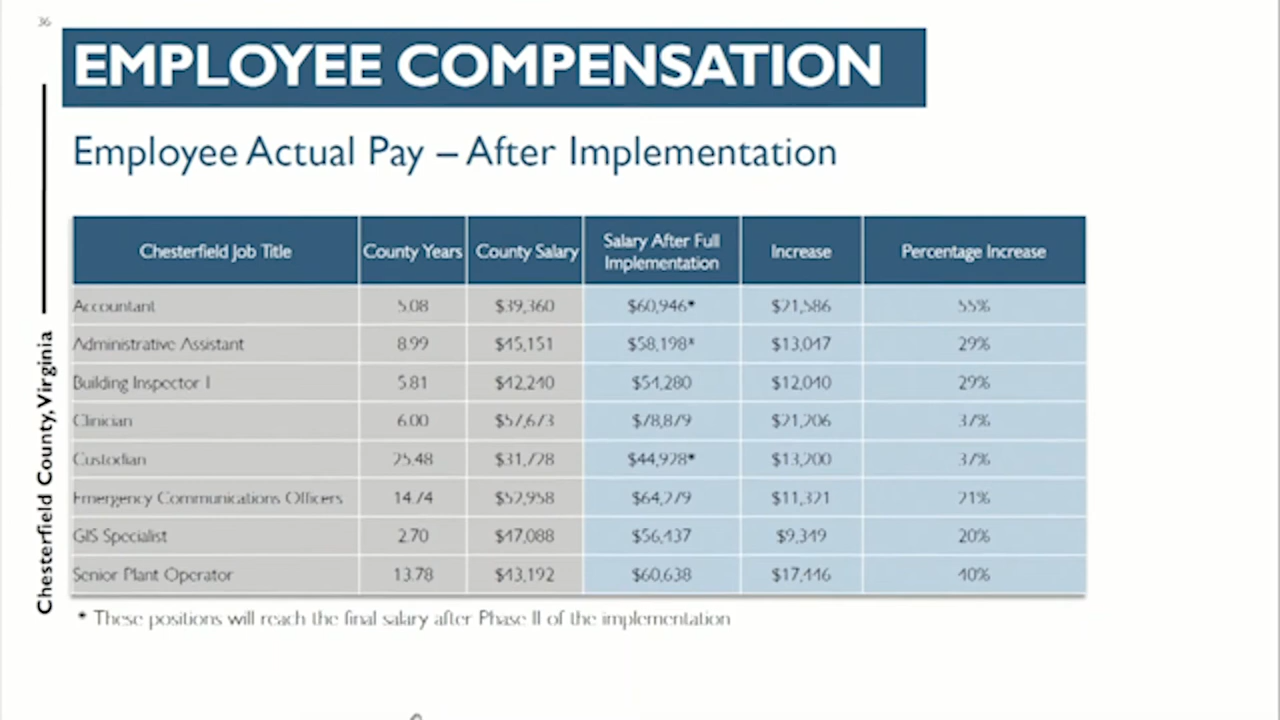 36
EMPLOYEE COMPENSATION
Employee Actual Pay – After Implementation
Chesterfield County, Virginia
Chesterfield Job Title County Years County Salary Salary After Full Implementation Increase Percentage Increase
Accountant 5.08 $39,360 $60,946* $21,586 55%
Administrative Assistant 8.99 $45,151 $58,198* $13,047 29%
Building Inspector I 5.81 $42,240 $54,280 $12,040 29%
Clinician 6.00 $57,673 $78,879 $21,206 37%
Custodian 25.48 $31,728 $44,928* $13,200 37%
Emergency Communications Officers 14.74 $52,958 $64,279 $11,321 21%
GIS Specialist 2.70 $47,088 $56,437 $9,349 20%
Senior Plant Operator 13.78 $43,192 $60,638 $17,446 40%
* These positions will reach the final salary after Phase II of the implementation